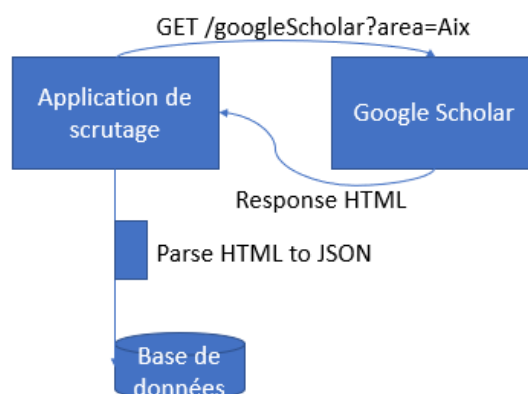 GET /googleScholar?area=Aix
Application de
scrutage
Google Scholar
Response HTML
Parse HTML to JSON
Base de
données